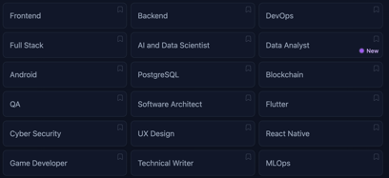 Frontend
Backend
DevOps
Full Stack
AI and Data Scientist
Data Analyst
New
Android
PostgreSQL
Blockchain
QA
Software Architect
Flutter
Cyber Security
UX Design
React Native
Game Developer
Technical Writer
MLOps